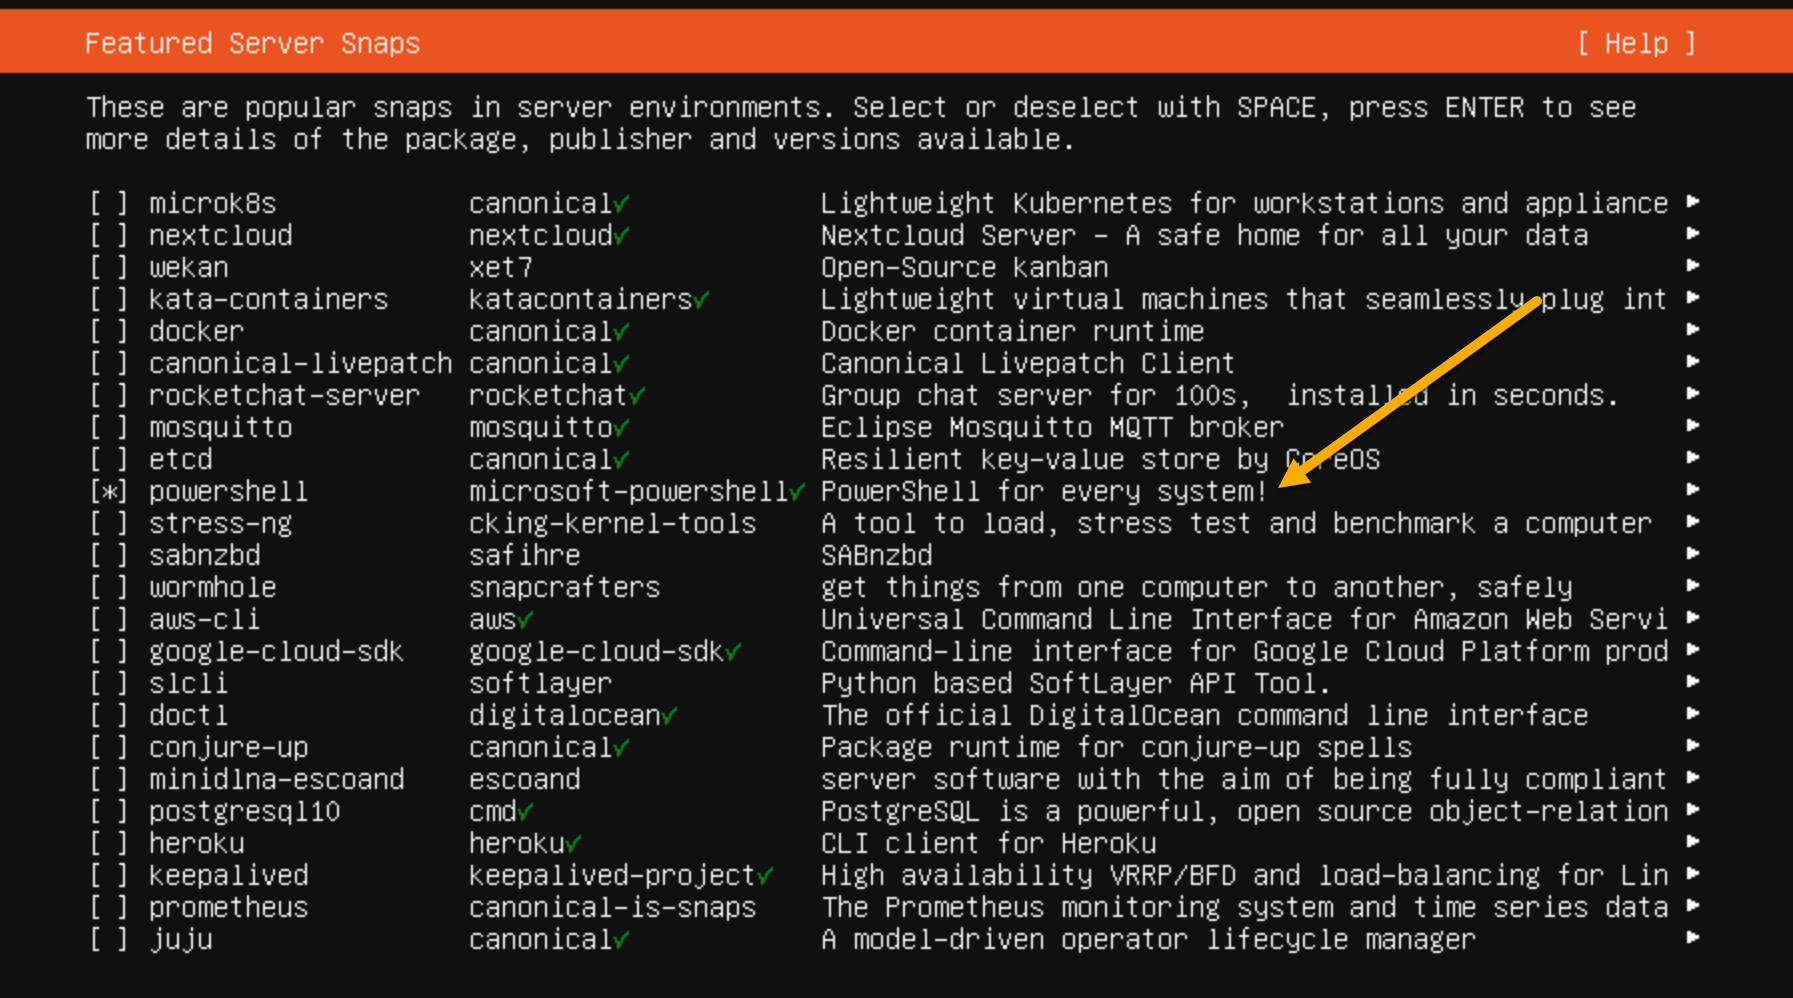 Featured Server Snaps [ Help ]
These are popular snaps in server environments. Select or deselect with SPACE, press ENTER to see
more details of the package, publisher and versions available.
[ ] microk8s canonical✓ Lightweight Kubernetes for workstations and appliance ▸
[ ] nextcloud nextcloud✓ Nextcloud Server - A safe home for all your data ▸
[ ] wekan xet7 Open-Source kanban ▸
[ ] kata-containers katacontainers✓ Lightweight virtual machines that seamlessly plug int ▸
[ ] docker canonical✓ Docker container runtime ▸
[ ] canonical-livepatch canonical✓ Canonical Livepatch Client ▸
[ ] rocketchat-server rocketchat✓ Group chat server for 100s, installed in seconds. ▸
[ ] mosquitto mosquitto✓ Eclipse Mosquitto MQTT broker ▸
[ ] etcd canonical✓ Resilient key-value store by CoreOS ▸
[*] powershell microsoft-powershell✓ PowerShell for every system! ▸
[ ] stress-ng cking-kernel-tools A tool to load, stress test and benchmark a computer ▸
[ ] sabnzbd safihre SABnzbd ▸
[ ] wormhole snapcrafters get things from one computer to another, safely ▸
[ ] aws-cli aws✓ Universal Command Line Interface for Amazon Web Servi ▸
[ ] google-cloud-sdk google-cloud-sdk✓ Command-line interface for Google Cloud Platform prod ▸
[ ] slcli softlayer Python based SoftLayer API Tool. ▸
[ ] doctl digitalocean✓ The official DigitalOcean command line interface ▸
[ ] conjure-up canonical✓ Package runtime for conjure-up spells ▸
[ ] minidlna-escoand escoand server software with the aim of being fully compliant ▸
[ ] postgresql10 cmd✓ PostgreSQL is a powerful, open source object-relation ▸
[ ] heroku heroku✓ CLI client for Heroku ▸
[ ] keepalived keepalived-project✓ High availability VRRP/BFD and load-balancing for Lin ▸
[ ] prometheus canonical-is-snaps The Prometheus monitoring system and time series data ▸
[ ] juju canonical✓ A model-driven operator lifecycle manager ▸